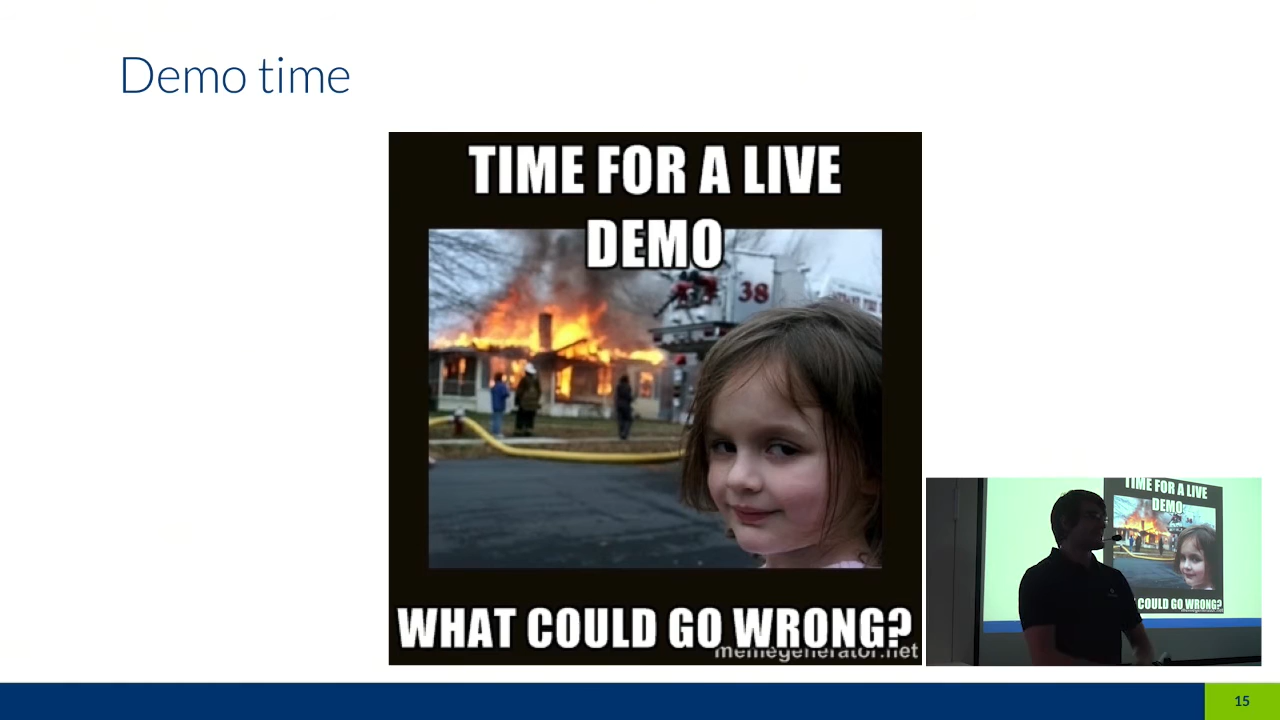 Demo time
TIME FOR A LIVE
DEMO
38
WHAT COULD GO WRONG?
memegenerator.net
TIME FOR A LIVE
DEMO
COULD GO WRONG?
15